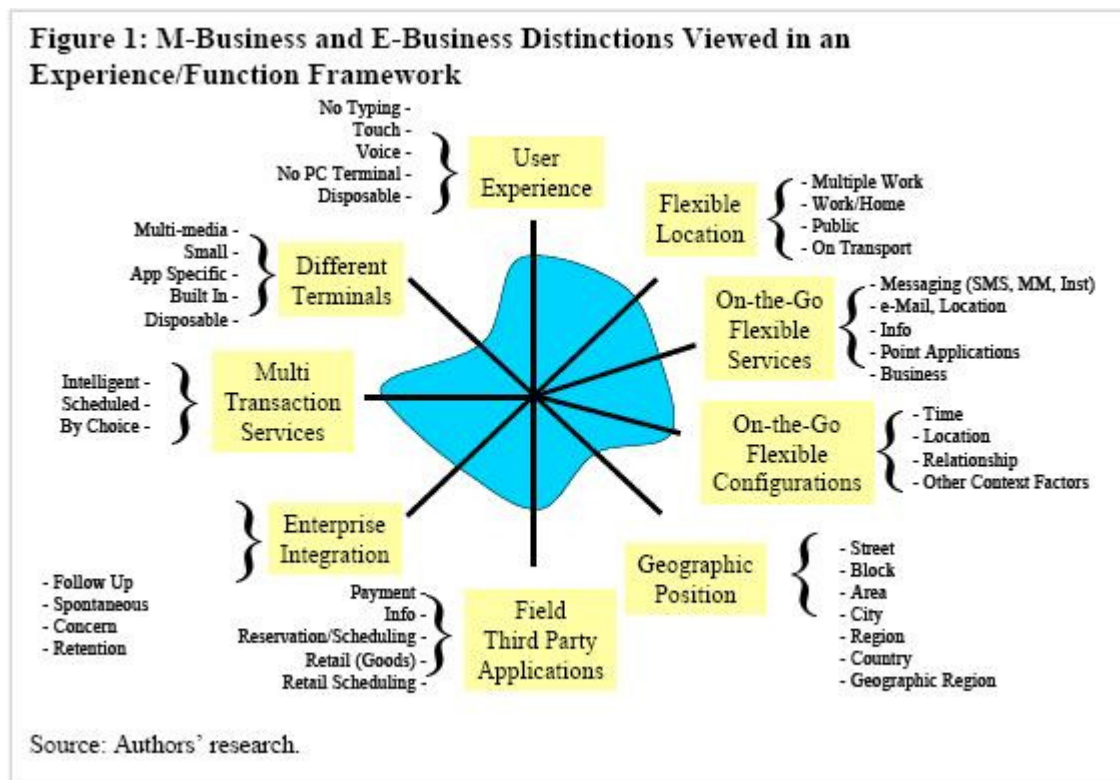 Figure 1: M-Business and E-Business Distinctions Viewed in an
Experience/Function Framework
No Typing -
Touch -
Voice -
No PC Terminal -
Disposable -
User
Experience
Flexible
Location
- Multiple Work
- Work/Home
- Public
- On Transport
Multi-media -
Small -
App Specific -
Built In -
Disposable -
Different
Terminals
On-the-Go
Flexible
Services
- Messaging (SMS, MM, Inst)
- e-Mail, Location
- Info
- Point Applications
- Business
Intelligent -
Scheduled -
By Choice -
Multi
Transaction
Services
On-the-Go
Flexible
Configurations
- Time
- Location
- Relationship
- Other Context Factors
Enterprise
Integration
- Follow Up
- Spontaneous
- Concern
- Retention
Payment -
Info -
Reservation/Scheduling -
Retail (Goods) -
Retail Scheduling -
Field
Third Party
Applications
Geographic
Position
- Street
- Block
- Area
- City
- Region
- Country
- Geographic Region
Source: Authors' research.